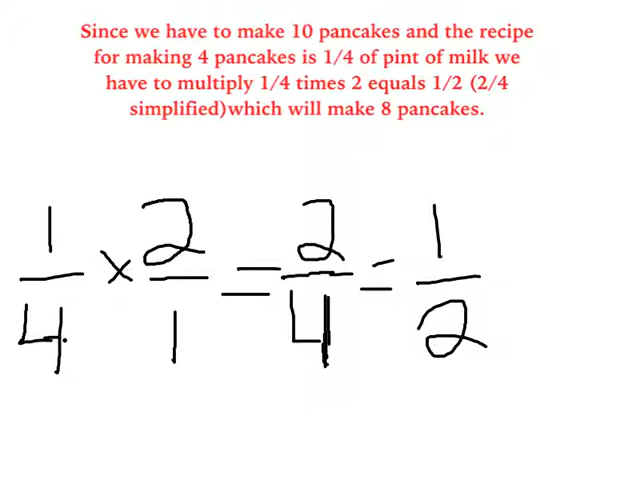 Since we have to make 10 pancakes and the recipe
for making 4 pancakes is 1/4 of pint of milk we
have to multiply 1/4 times 2 equals 1/2 (2/4
simplified)which will make 8 pancakes.
1/4 × 2/1 = 2/4 = 1/2